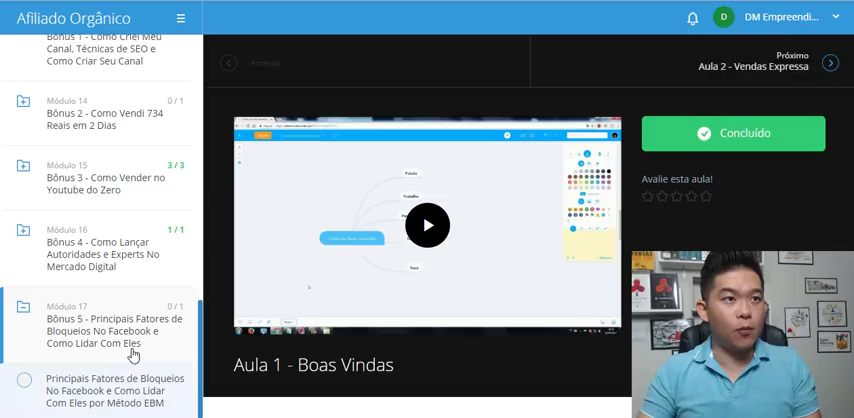 Afiliado Orgânico
DM Empreendi...
D
Bônus 1 - Como Criei Meu
Canal, Técnicas de SEO e
Como Criar Seu Canal
Módulo 14
0 / 1
Bônus 2 - Como Vendi 734
Reais em 2 Dias
Módulo 15
3 / 3
Bônus 3 - Como Vender no
Youtube do Zero
Módulo 16
1 / 1
Bônus 4 - Como Lançar
Autoridades e Experts No
Mercado Digital
Módulo 17
0 / 1
Bônus 5 - Principais Fatores de
Bloqueios No Facebook e
Como Lidar Com Eles
Principais Fatores de Bloqueios
No Facebook e Como Lidar
Com Eles por Método EBM
Anterior
Próximo
Aula 2 - Vendas Expressa
Concluído
Avalie esta aula!
Trabalho
Aula 1 - Boas Vindas